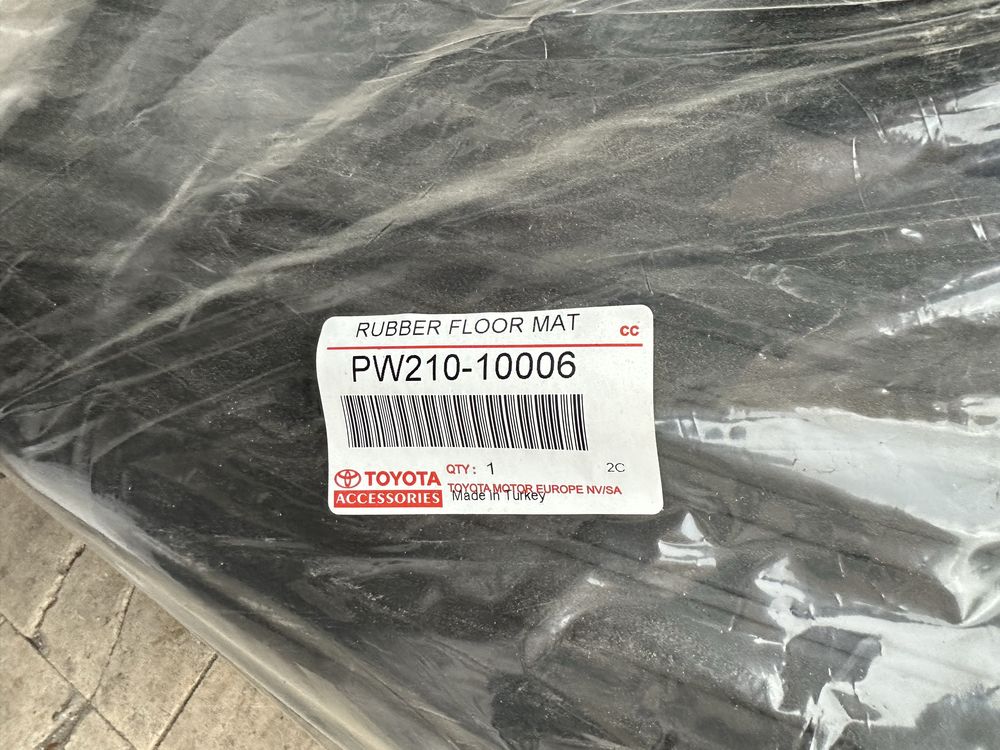 RUBBER FLOOR MAT
CC
PW210-10006
TOYOTA
ACCESSORIES
QTY: 1
2C
TOYOTA MOTOR EUROPE NV/SA
Made in Turkey